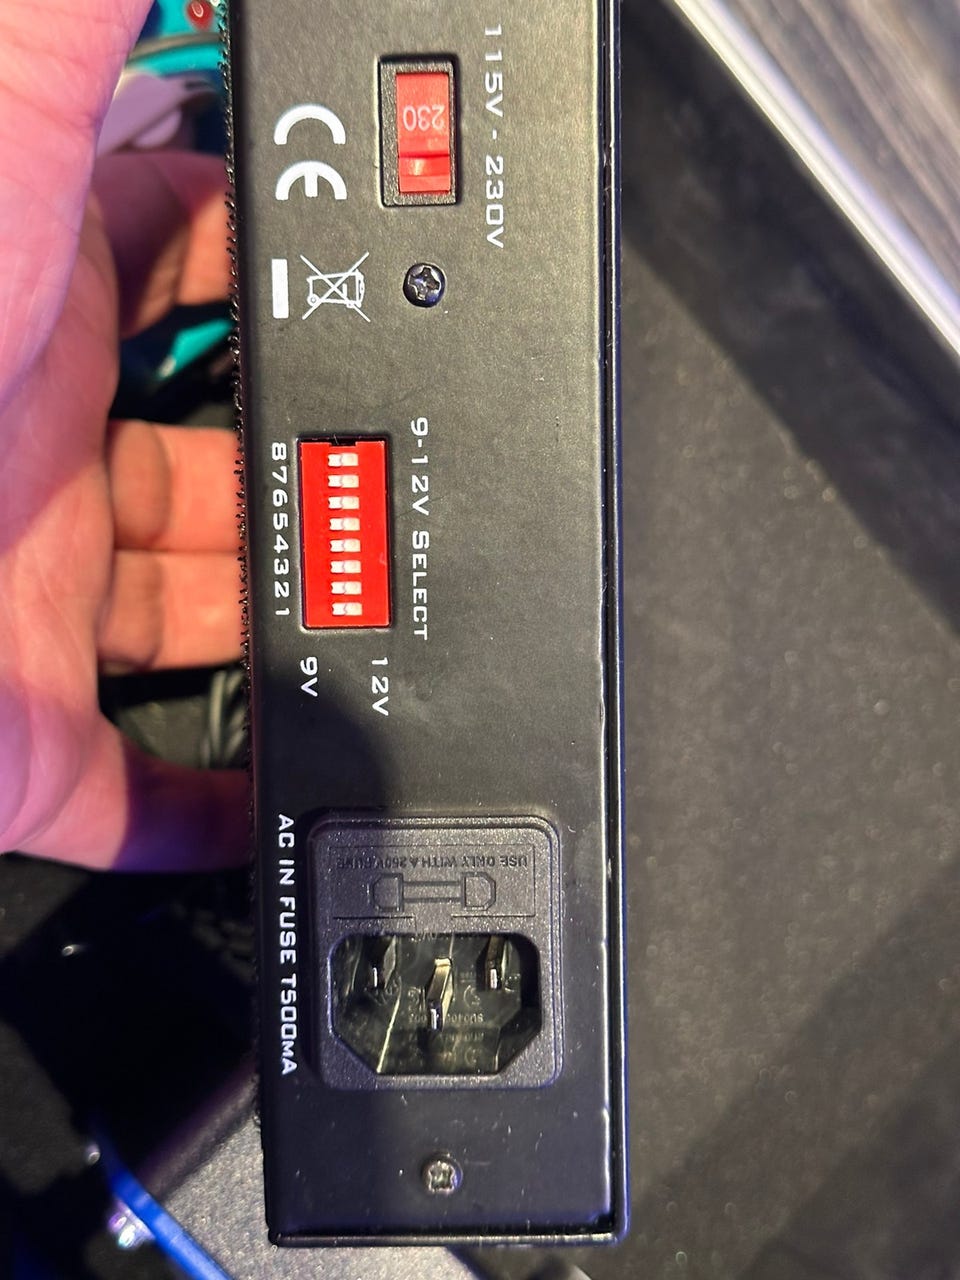 115V - 230V
230
CE
9-12V SELECT
87654321
12V
9V
USE ONLY WITH A 250V FUSE
AC IN FUSE T500MA